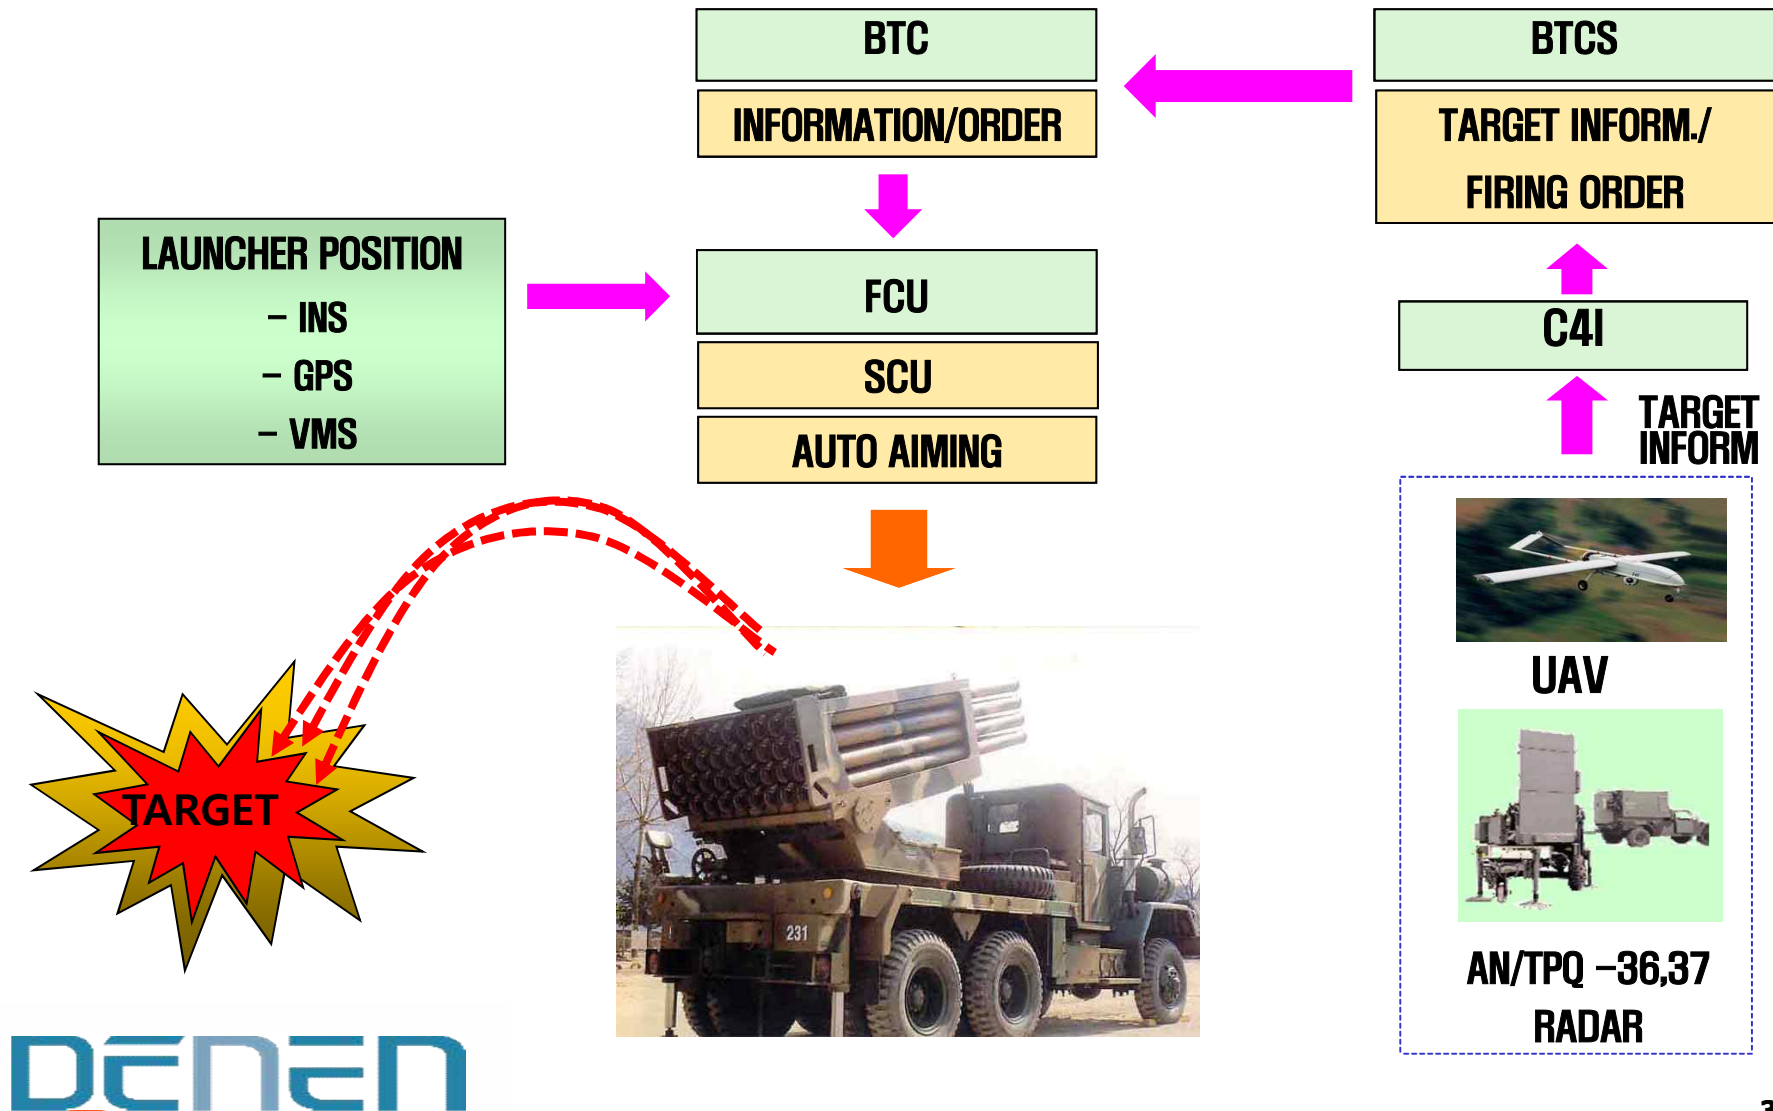 BTC
INFORMATION/ORDER
BTCS
TARGET INFORM./
FIRING ORDER
LAUNCHER POSITION
– INS
– GPS
– VMS
FCU
SCU
AUTO AIMING
C4I
TARGET
INFORM
UAV
AN/TPQ –36,37
RADAR
TARGET
231
DENEN
3